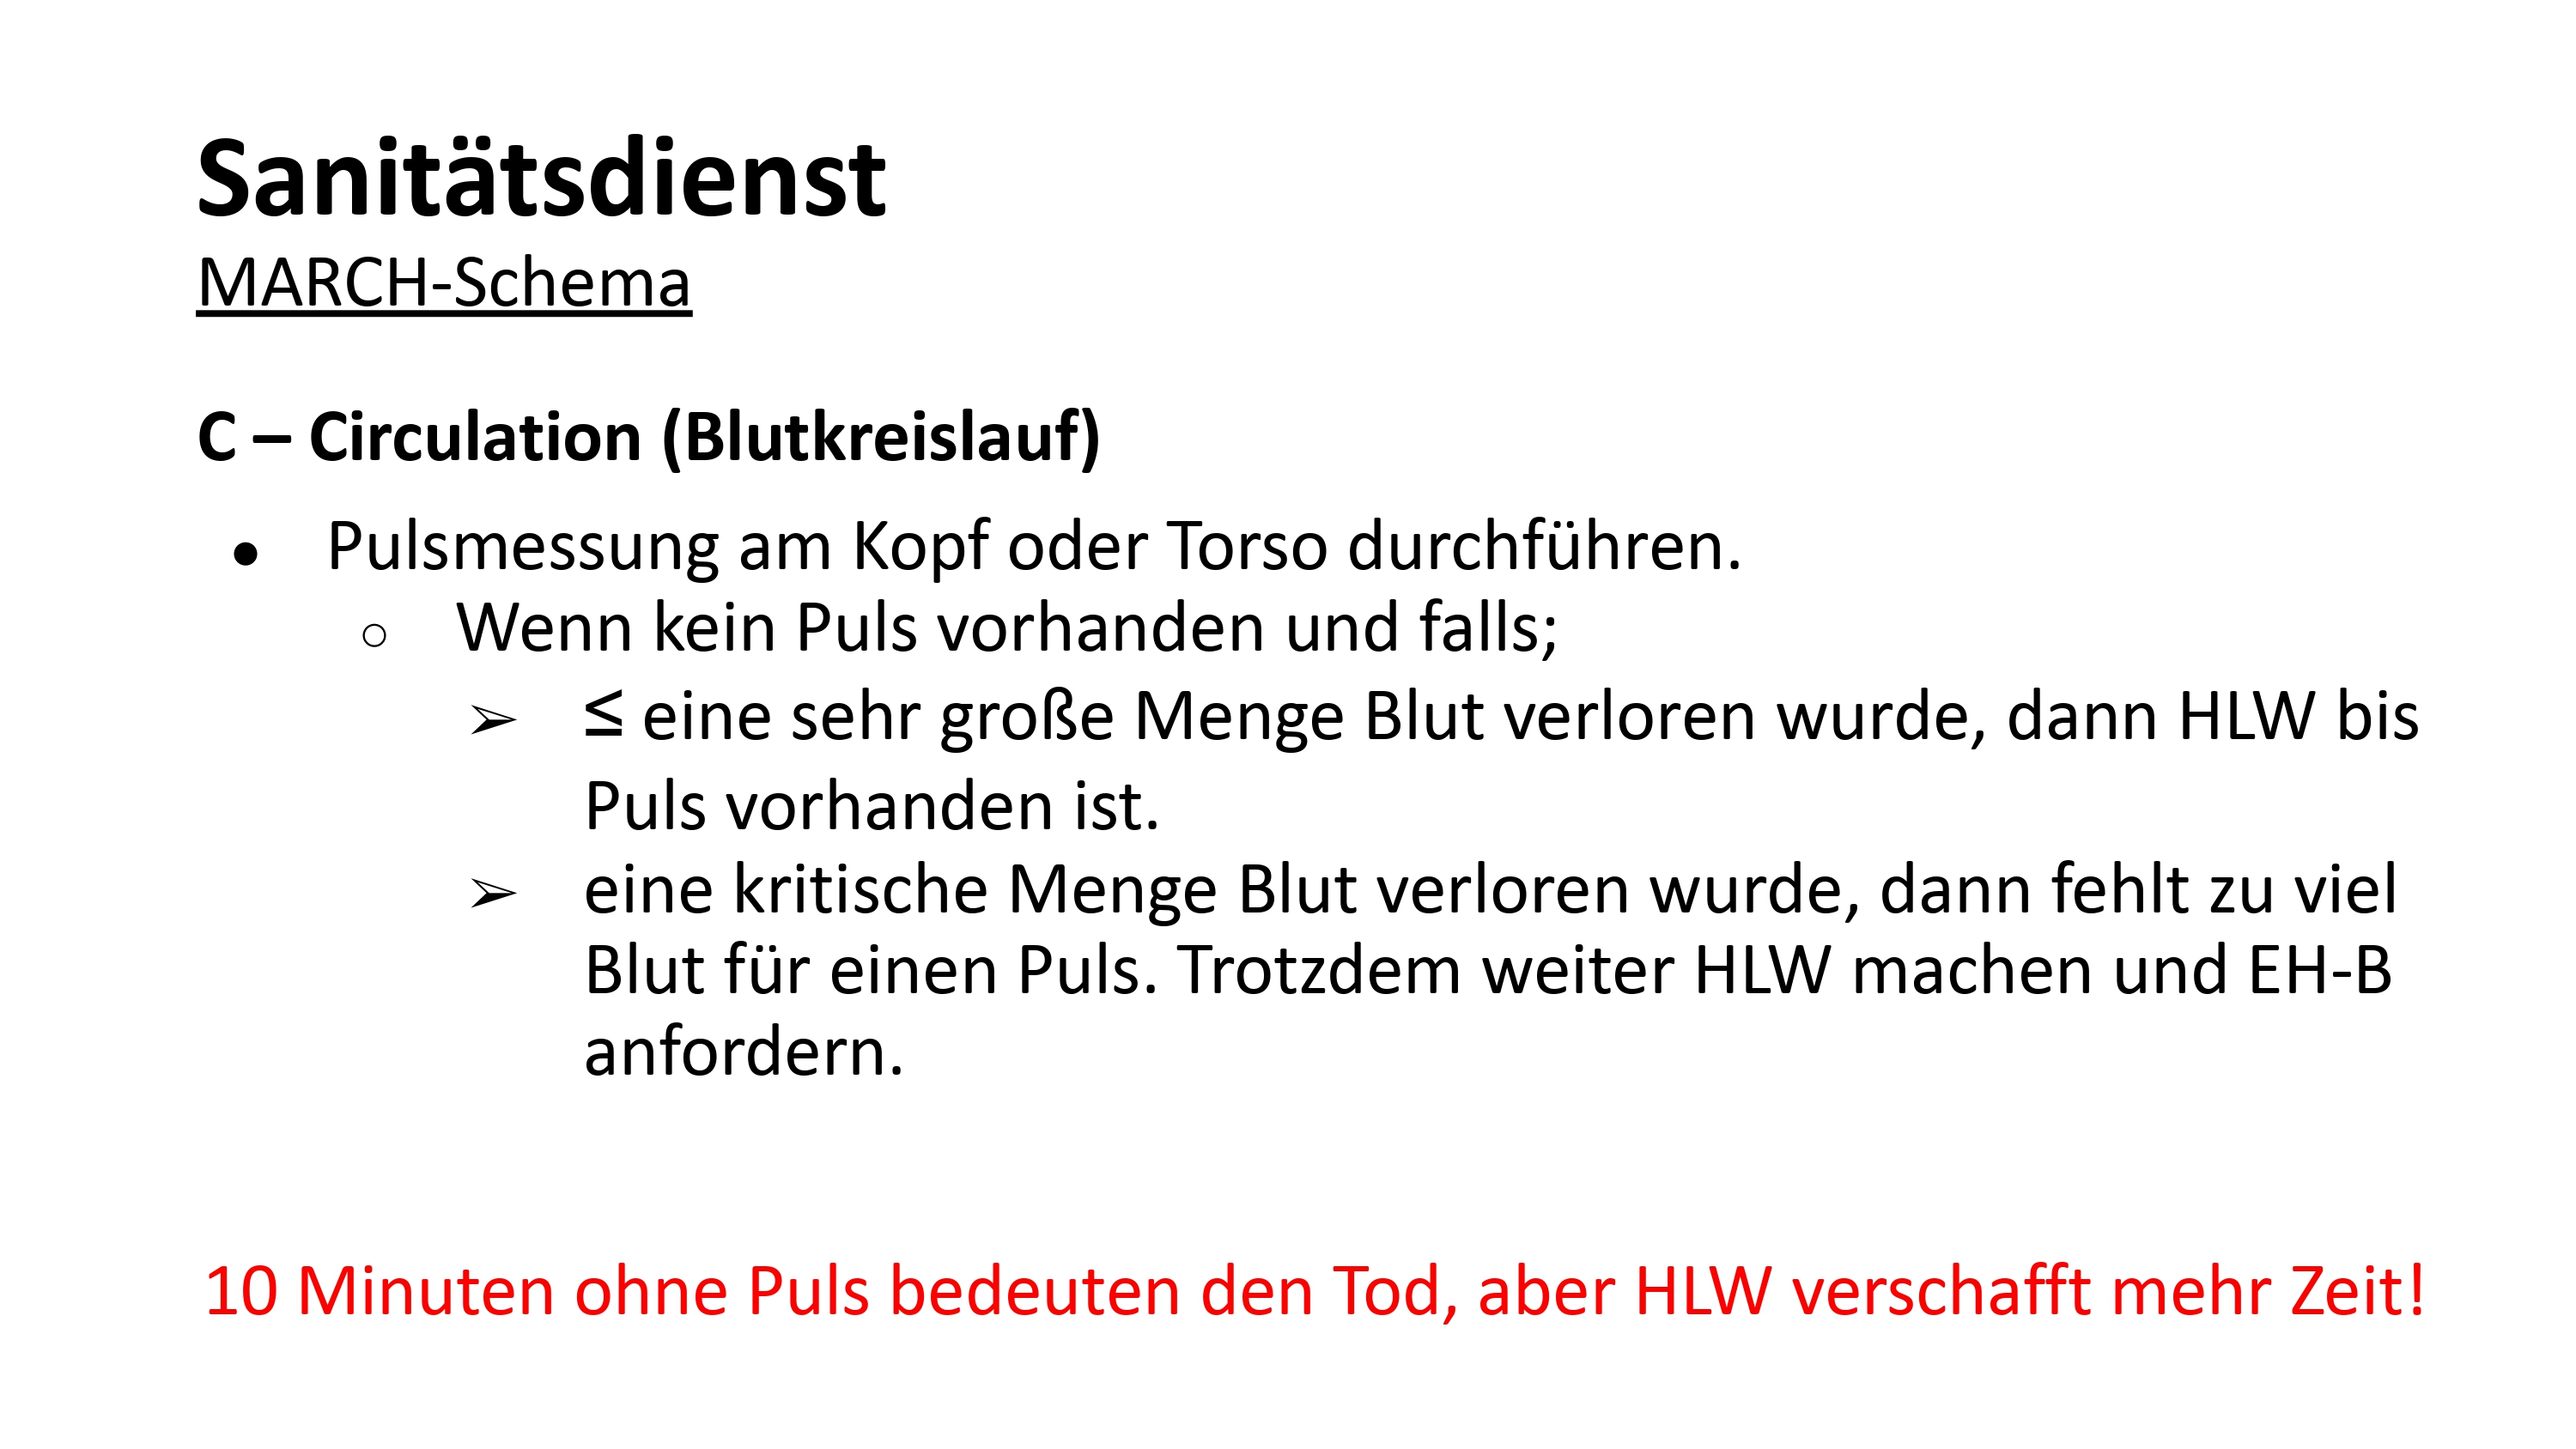 Sanitätsdienst
MARCH-Schema
C – Circulation (Blutkreislauf)
● Pulsmessung am Kopf oder Torso durchführen.
○ Wenn kein Puls vorhanden und falls;
➢ ≤ eine sehr große Menge Blut verloren wurde, dann HLW bis
Puls vorhanden ist.
➢ eine kritische Menge Blut verloren wurde, dann fehlt zu viel
Blut für einen Puls. Trotzdem weiter HLW machen und EH-B
anfordern.
10 Minuten ohne Puls bedeuten den Tod, aber HLW verschafft mehr Zeit!